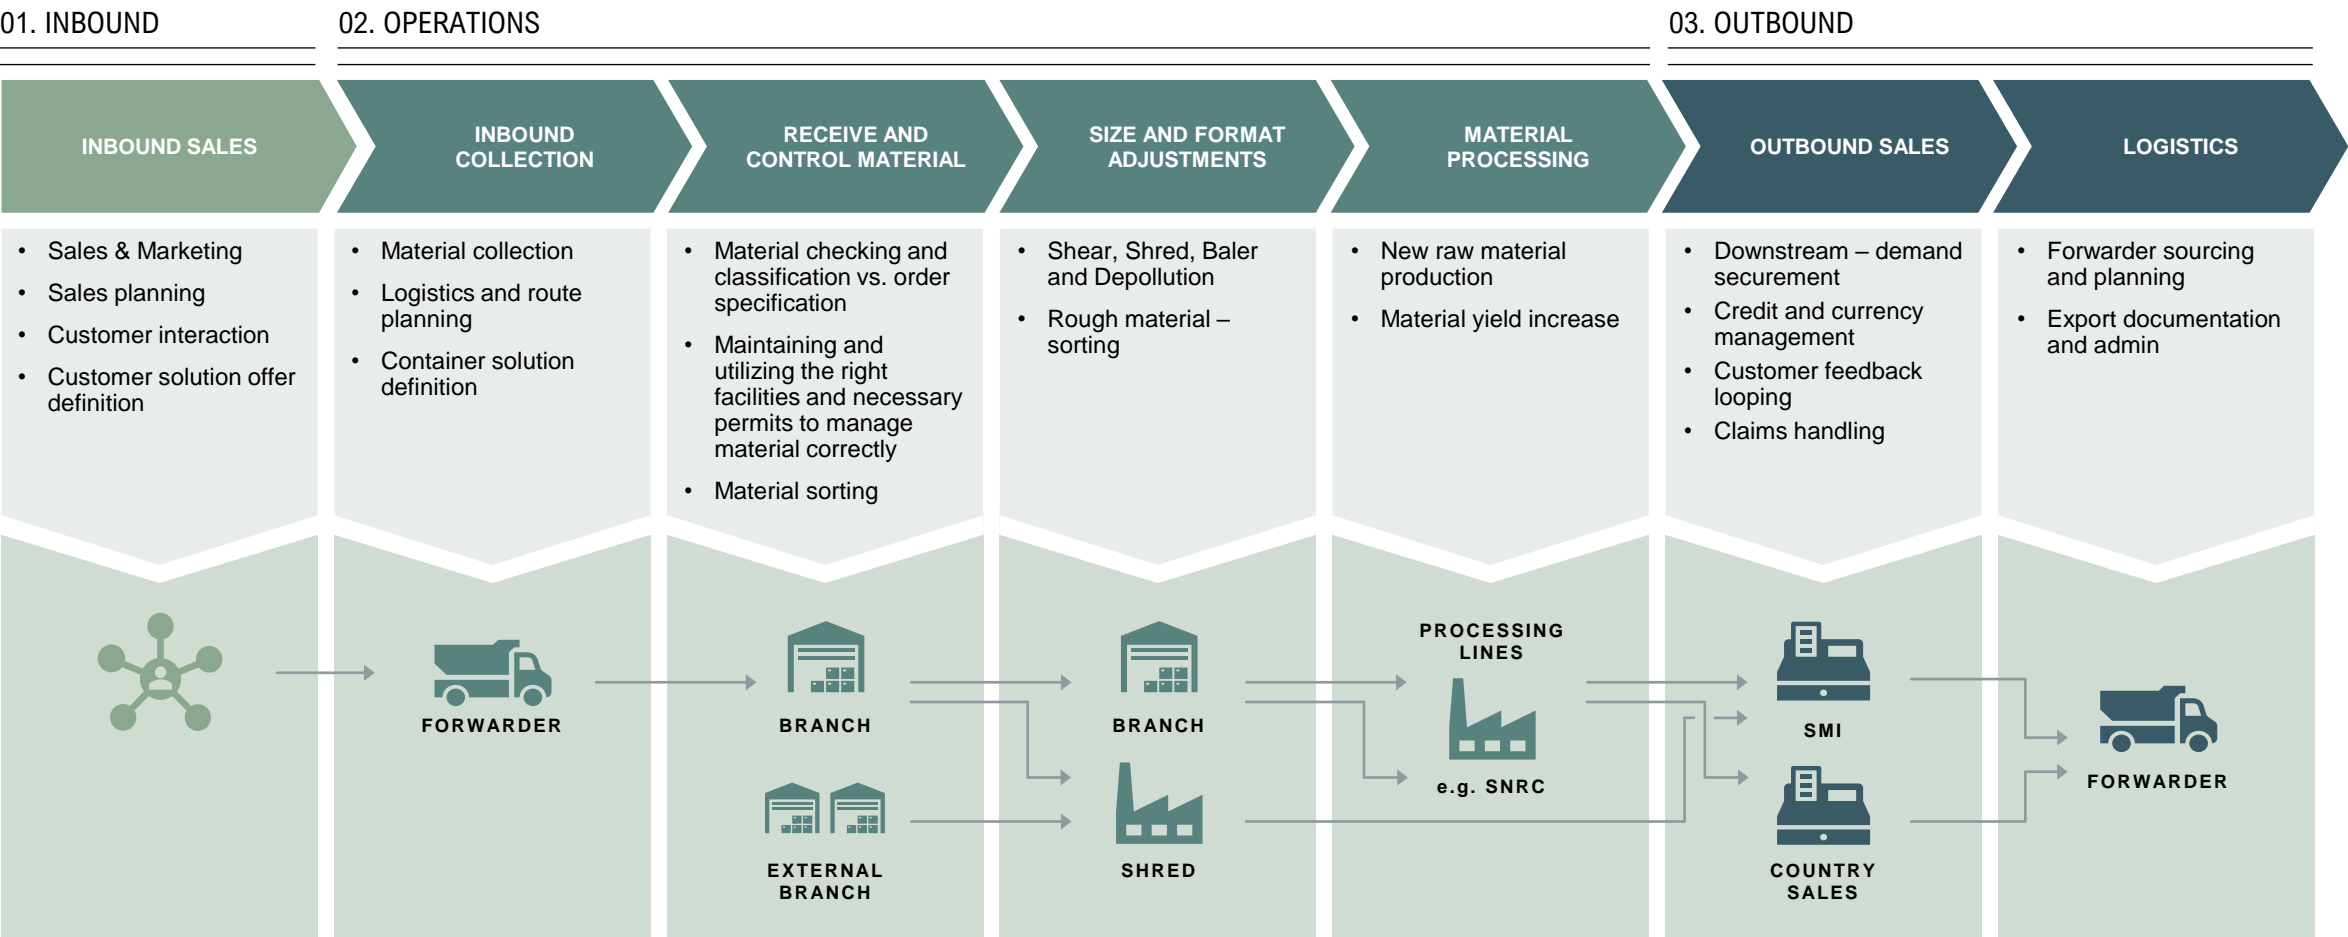 01. INBOUND
02. OPERATIONS
03. OUTBOUND
INBOUND SALES
INBOUND
COLLECTION
RECEIVE AND
CONTROL MATERIAL
SIZE AND FORMAT
ADJUSTMENTS
MATERIAL
PROCESSING
OUTBOUND SALES
LOGISTICS
• Sales & Marketing
• Sales planning
• Customer interaction
• Customer solution offer
definition
• Material collection
• Logistics and route
planning
• Container solution
definition
• Material checking and
classification vs. order
specification
• Maintaining and
utilizing the right
facilities and necessary
permits to manage
material correctly
• Material sorting
• Shear, Shred, Baler
and Depollution
• Rough material –
sorting
• New raw material
production
• Material yield increase
• Downstream – demand
securement
• Credit and currency
management
• Customer feedback
looping
• Claims handling
• Forwarder sourcing
and planning
• Export documentation
and admin
FORWARDER
BRANCH
EXTERNAL
BRANCH
BRANCH
SHRED
PROCESSING
LINES
e.g. SNRC
SMI
COUNTRY
SALES
FORWARDER